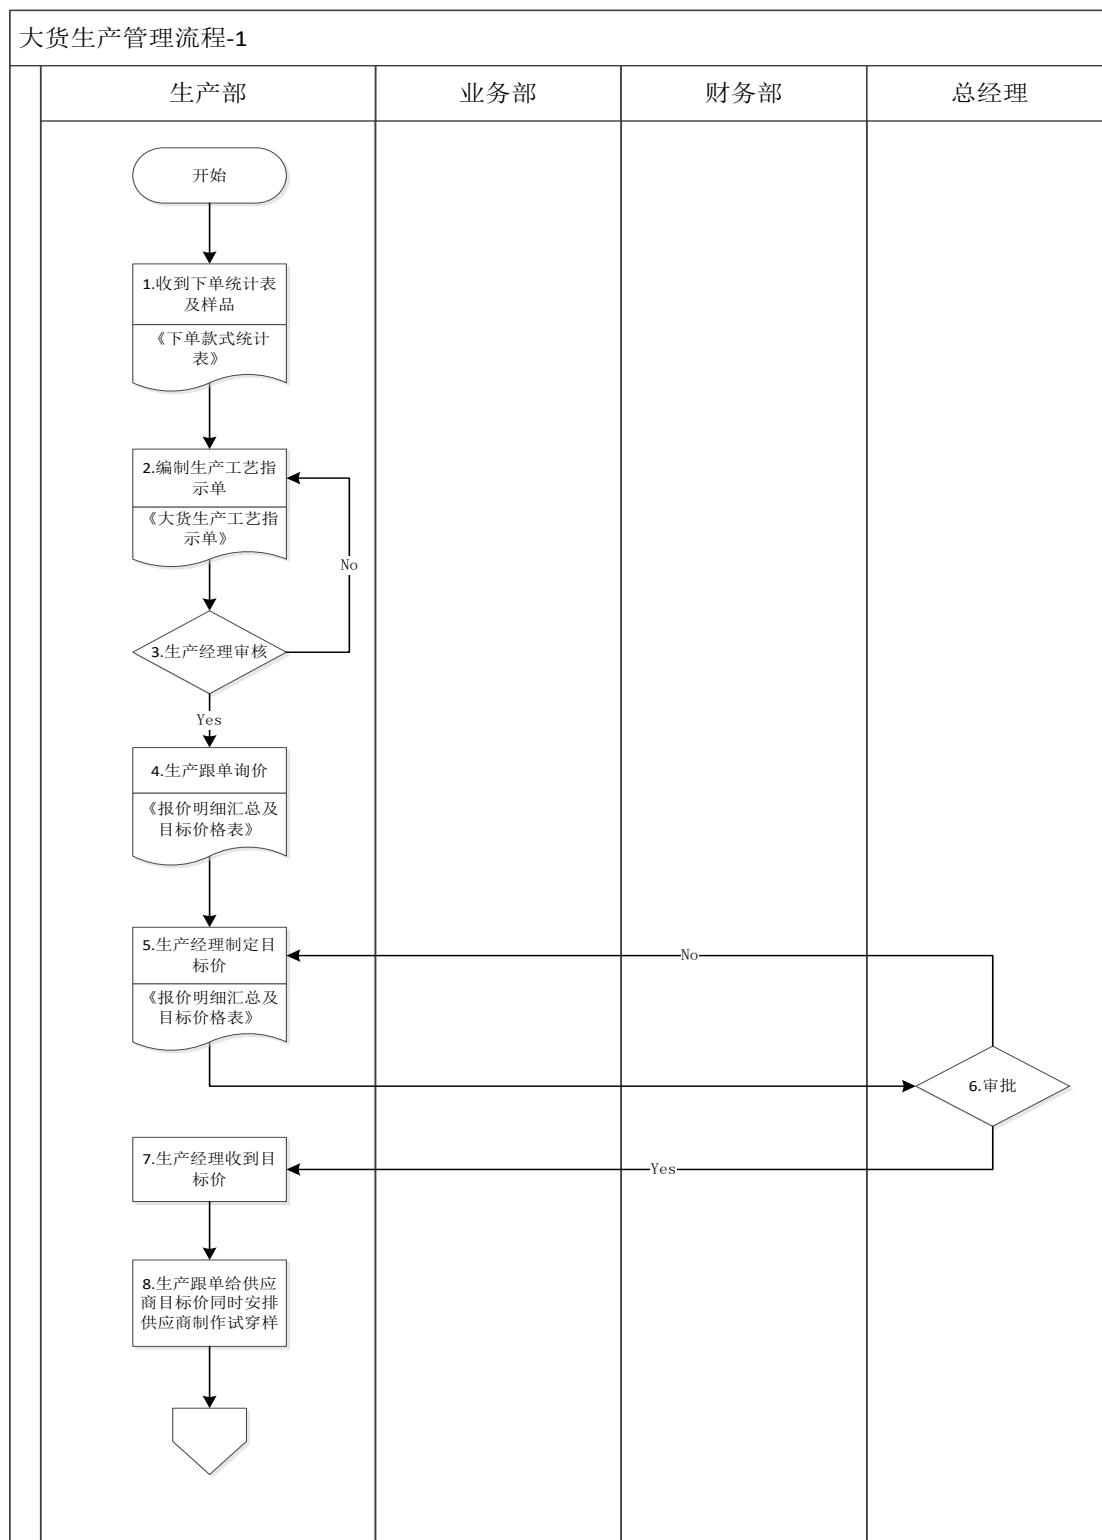 大货生产管理流程-1
生产部
业务部
财务部
总经理
开始
1.收到下单统计表
及样品
《下单款式统计
表》
2.编制生产工艺指
示单
《大货生产工艺指
示单》
No
3.生产经理审核
Yes
4.生产跟单询价
《报价明细汇总及
目标价格表》
5.生产经理制定目
标价
No
《报价明细汇总及
目标价格表》
6.审批
7.生产经理收到目
标价
Yes
8.生产跟单给供应
商目标价同时安排
供应商制作试穿样